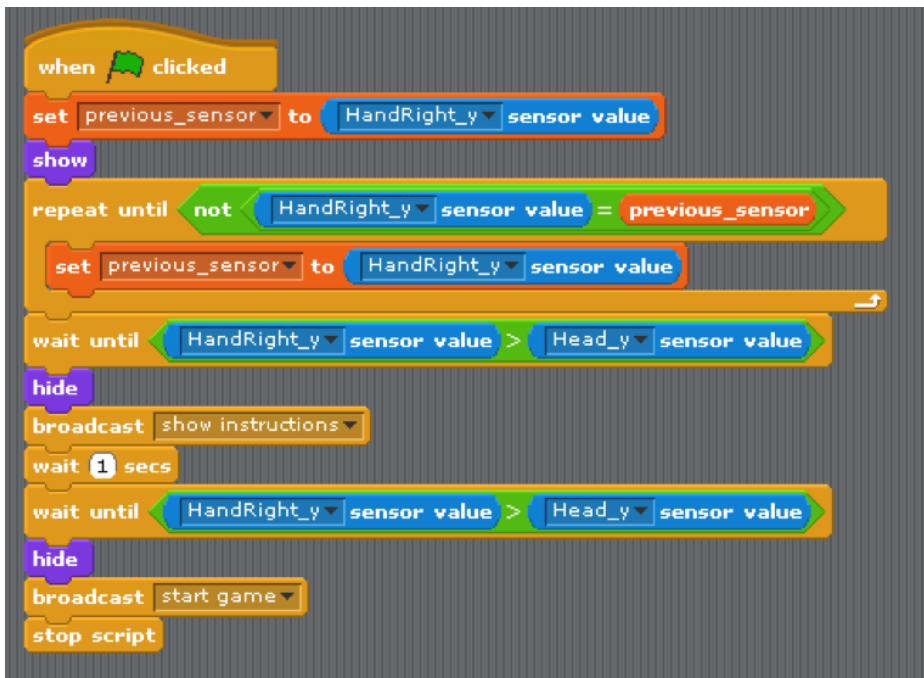 when clicked
set previous_sensor to HandRight_y sensor value
show
repeat until not HandRight_y sensor value = previous_sensor
set previous_sensor to HandRight_y sensor value
wait until HandRight_y sensor value > Head_y sensor value
hide
broadcast show instructions
wait 1 secs
wait until HandRight_y sensor value > Head_y sensor value
hide
broadcast start game
stop script